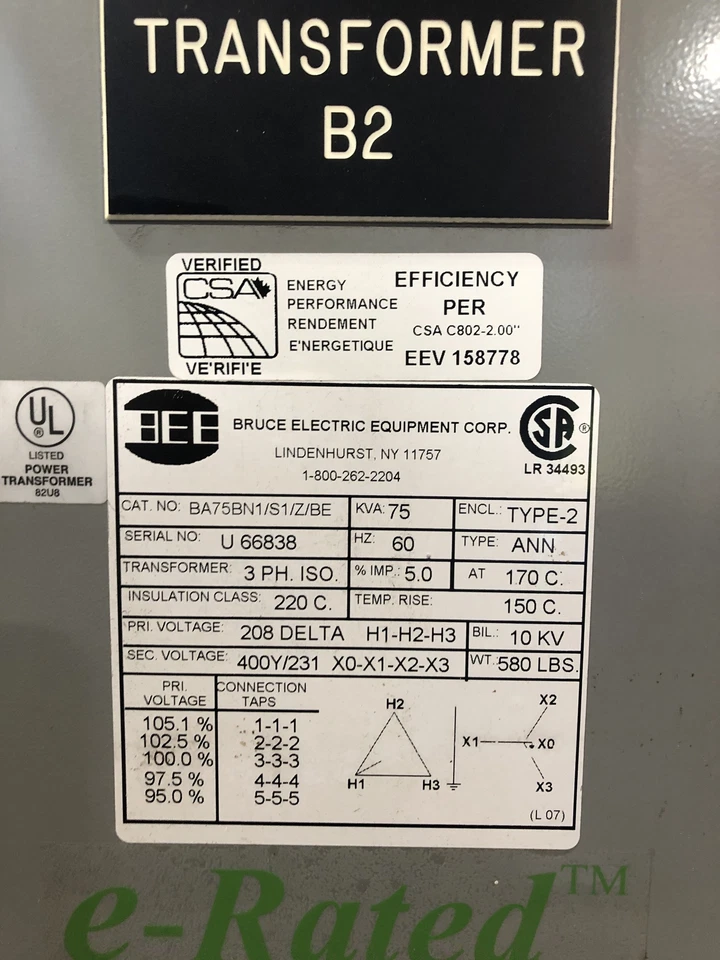 TRANSFORMER
B2
VERIFIED
CSA
VE'RIFI'E
ENERGY
PERFORMANCE
RENDEMENT
E'NERGETIQUE
EFFICIENCY
PER
CSA C802-2.00"
EEV 158778
UL
®
LISTED
POWER
TRANSFORMER
82U8
BEE
BRUCE ELECTRIC EQUIPMENT CORP.
LINDENHURST, NY 11757
1-800-262-2204
CSA ®
LR 34493
CAT. NO: BA75BN1/S1/Z/BE KVA: 75 ENCL.: TYPE-2
SERIAL NO: U 66838 HZ: 60 TYPE: ANN
TRANSFORMER: 3 PH. ISO. % IMP.: 5.0 AT 170 C.
INSULATION CLASS: 220 C. TEMP. RISE: 150 C.
PRI. VOLTAGE: 208 DELTA H1-H2-H3 BIL.: 10 KV
SEC. VOLTAGE: 400Y/231 X0-X1-X2-X3 WT. 580 LBS.
PRI. VOLTAGE CONNECTION TAPS
105.1 % 1-1-1
102.5 % 2-2-2
100.0 % 3-3-3
97.5 % 4-4-4
95.0 % 5-5-5
H2
H1 H3
X2
X1 X0
X3
(L 07)
e-Rated™